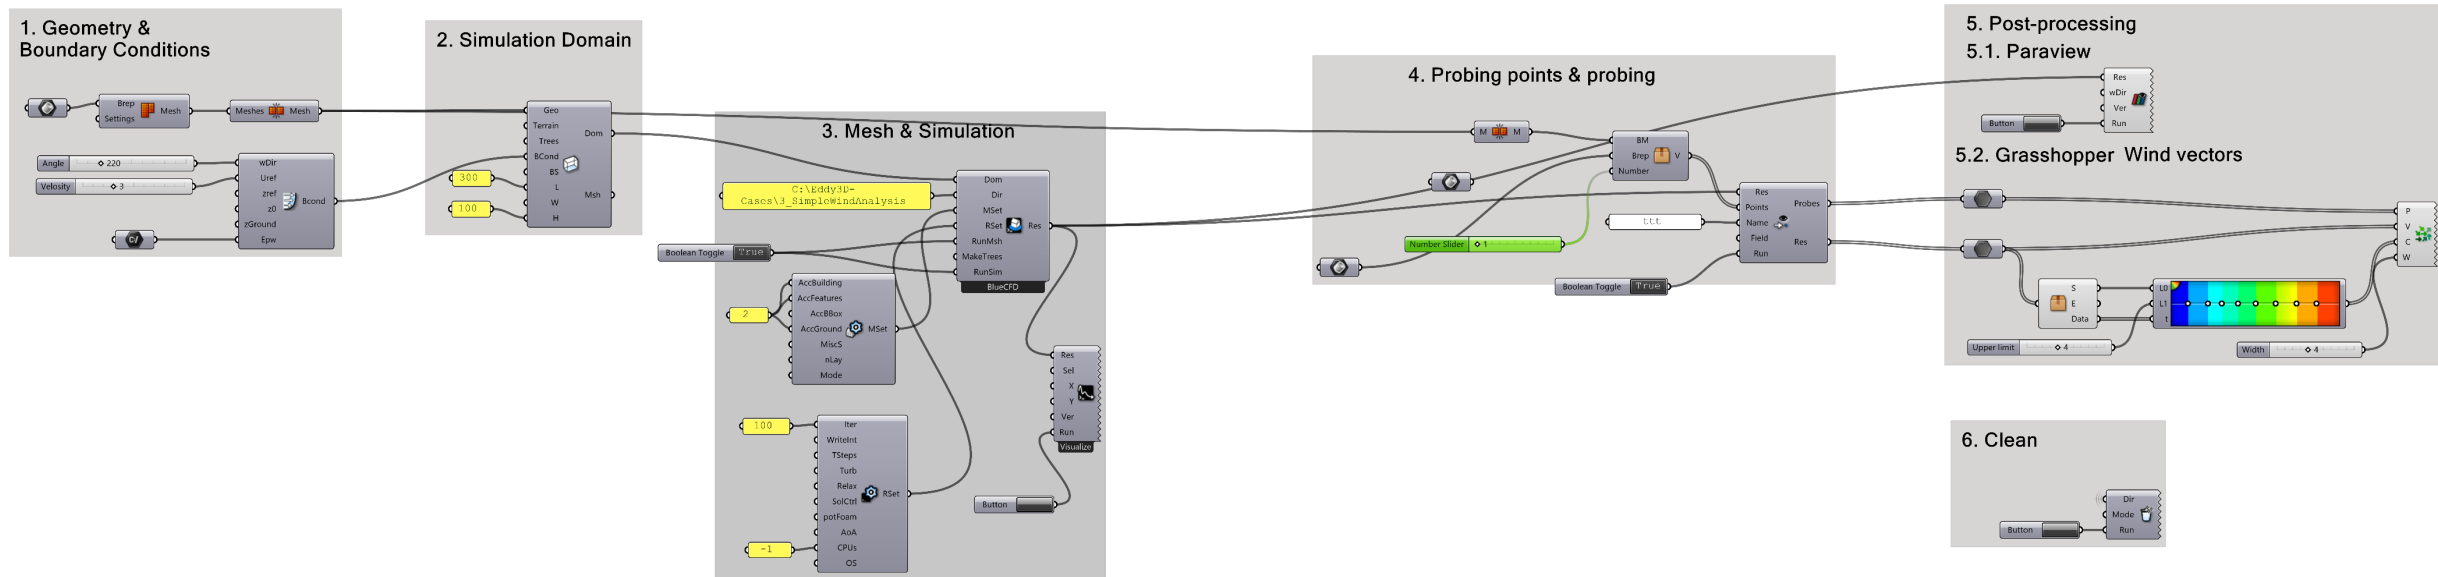 1. Geometry &
Boundary Conditions
Brep
Settings
Mesh
Meshes
Mesh
Angle
220
Velosity
3
wDir
Uref
zref
z0
zGround
Epw
Bcond
C:/
2. Simulation Domain
Geo
Terrain
Trees
BCond
BS
L
W
H
Dom
Msh
300
100
3. Mesh & Simulation
C:\Eddy3D-
Cases\3_SimpleWindAnalysis
Dom
Dir
MSet
RSet
RunMsh
MakeTrees
RunSim
Res
BlueCFD
Boolean Toggle
True
2
AccBuilding
AccFeatures
AccBBox
AccGround
MiscS
nLay
Mode
MSet
100
-1
Iter
WriteInt
TSteps
Turb
Relax
SolCtrl
potFoam
AoA
CPUs
OS
RSet
Res
Sel
X
Y
Ver
Run
Visualize
Button
4. Probing points & probing
M
M
BM
Brep
Number
V
Number Slider
1
ttt
Boolean Toggle
True
Res
Points
Name
Field
Run
Probes
Res
5. Post-processing
5.1. Paraview
Res
wDir
Ver
Run
Button
5.2. Grasshopper Wind vectors
P
V
C
W
S
E
Data
L0
L1
t
Upper limit
4
Width
4
6. Clean
Dir
Mode
Run
Button